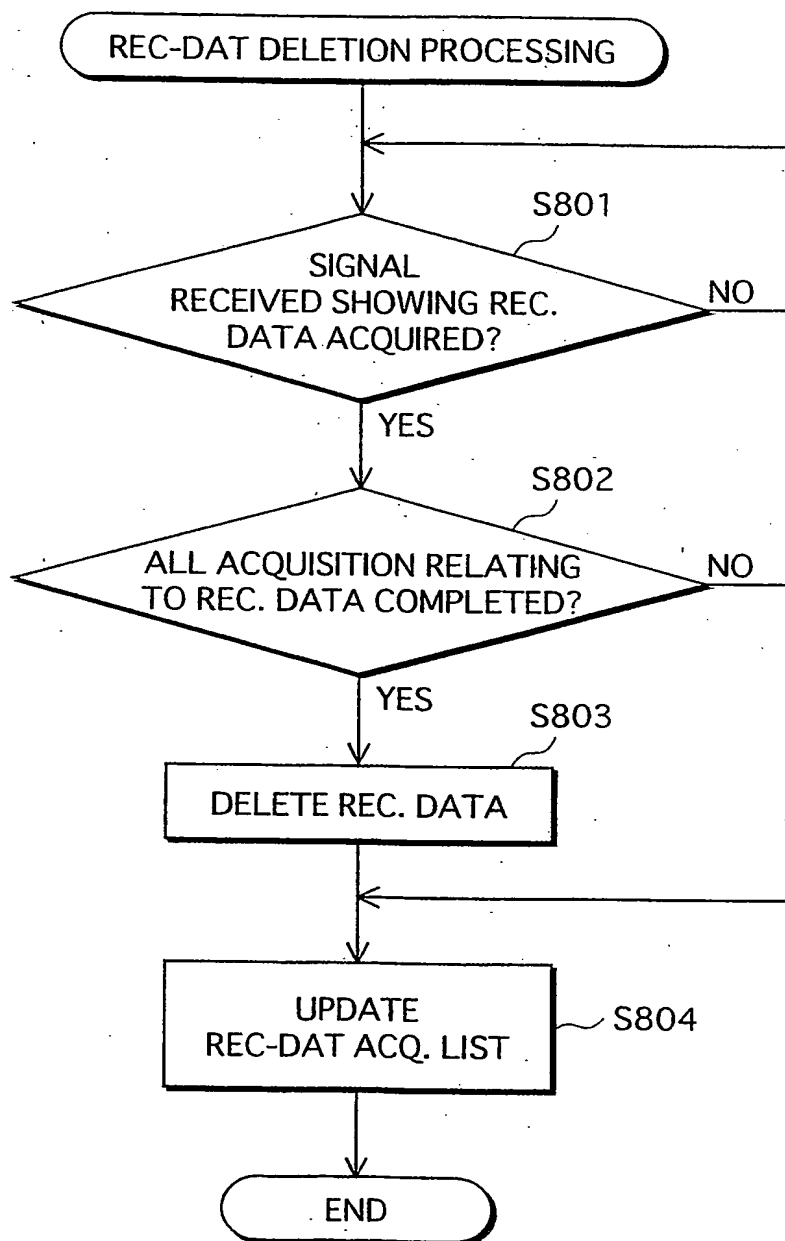 REC-DAT DELETION PROCESSING
S801
SIGNAL
RECEIVED SHOWING REC.
DATA ACQUIRED?
NO
YES
S802
ALL ACQUISITION RELATING
TO REC. DATA COMPLETED?
NO
YES
S803
DELETE REC. DATA
UPDATE
REC-DAT ACQ. LIST
S804
END